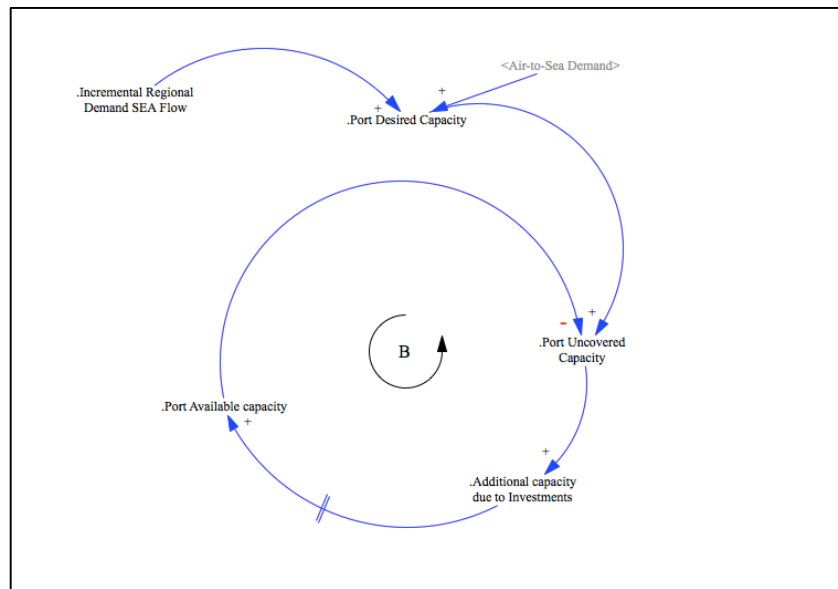 <Air-to-Sea Demand>
.Incremental Regional
Demand SEA Flow
+
+
.Port Desired Capacity
-
+
.Port Uncovered
Capacity
B
.Port Available capacity
+
+
.Additional capacity
due to Investments